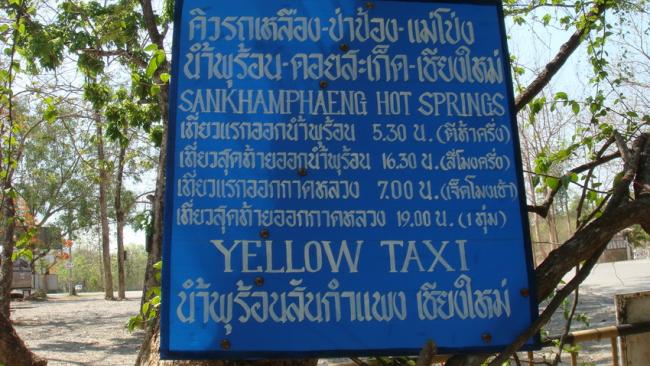 คิวรถเหลือง-ป่าป้อง-แม่โป่ง
น้ำพุร้อน-ดอยสะเก็ด-เชียงใหม่
SANKHAMPHAENG HOT SPRINGS
เที่ยวแรกออกน้ำพุร้อน 5.30 น.(ตีห้าครึ่ง)
เที่ยวสุดท้ายออกน้ำพุร้อน 16.30 น.(สี่โมงครึ่ง)
เที่ยวแรกออกกาดหลวง 7.00 น.(เจ็ดโมงเช้า)
เที่ยวสุดท้ายออกกาดหลวง 19.00 น.(1ทุ่ม)
YELLOW TAXI
น้ำพุร้อนสันกำแพง เชียงใหม่